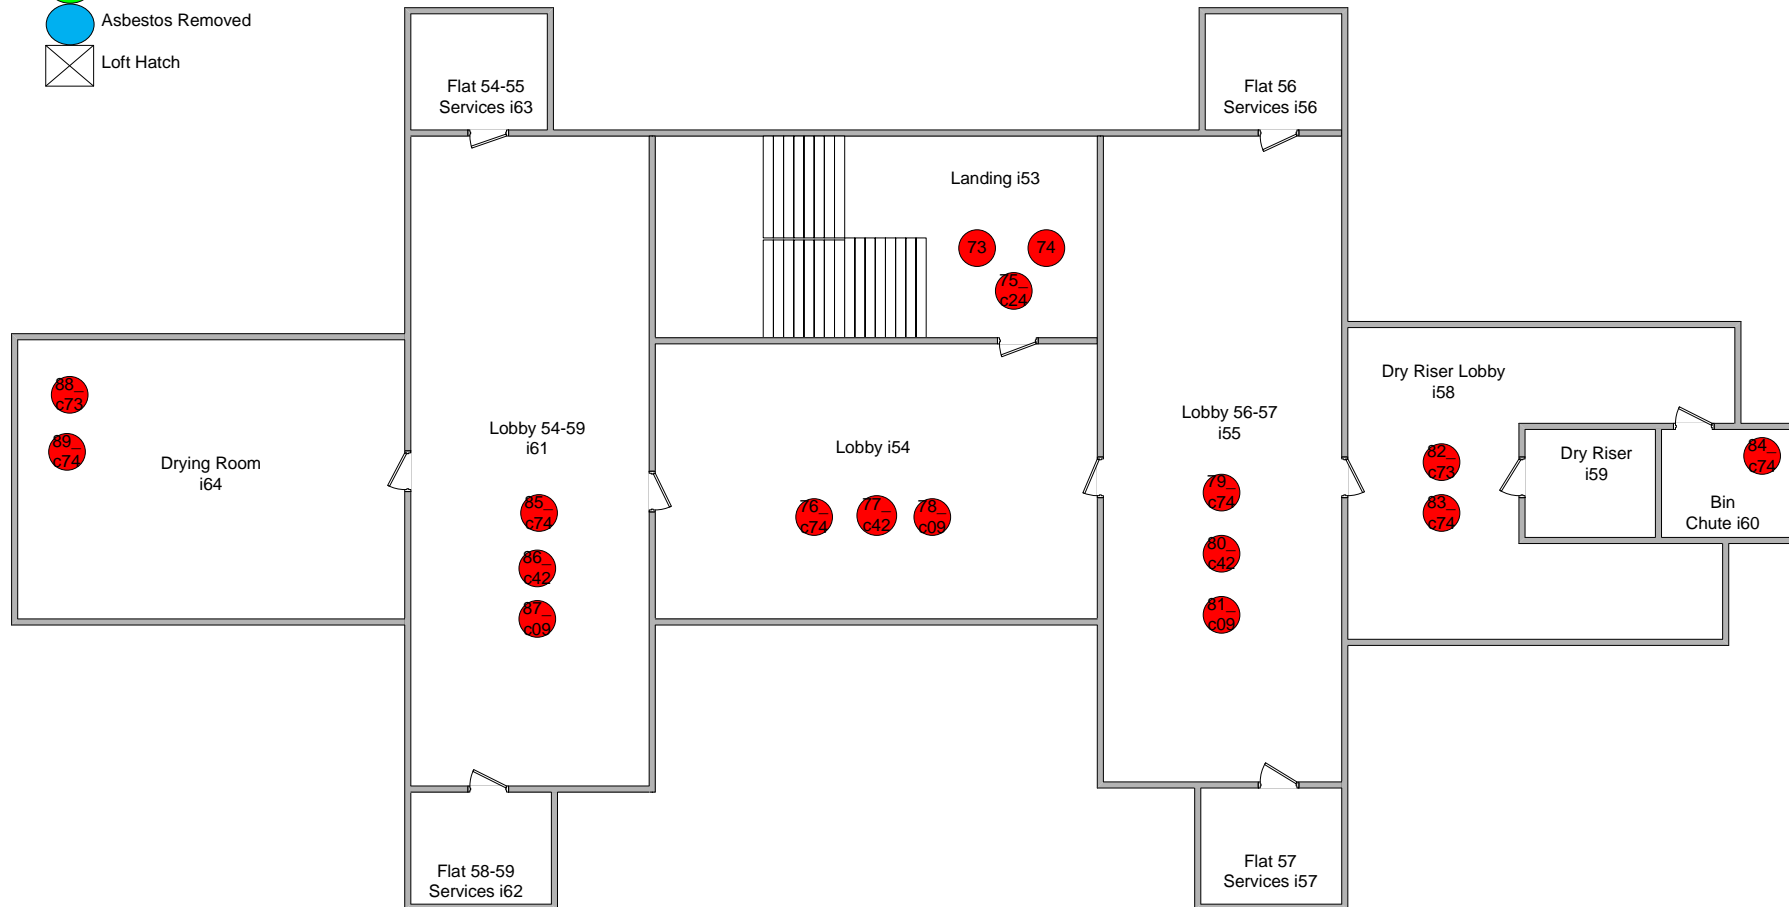 Asbestos Removed
Loft Hatch
Flat 54-55
Services i63
Flat 56
Services i56
Landing i53
73
74
75_
c24
Dry Riser Lobby
i58
88_
c73
Lobby 56-57
i55
Lobby 54-59
i61
Lobby i54
89_
c74
Drying Room
i64
82_
c73
Dry Riser
i59
84_
c74
79_
c74
85_
c74
76_
c74
77_
c42
78_
c09
83_
c74
Bin
Chute i60
80_
c42
86_
c42
87_
c09
81_
c09
Flat 58-59
Services i62
Flat 57
Services i57